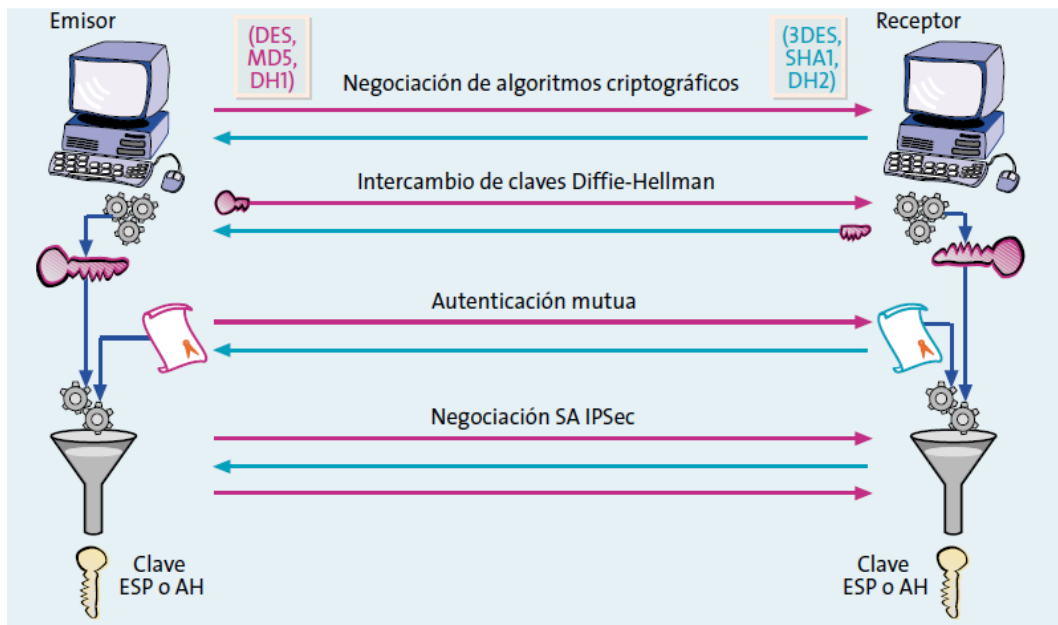 Emisor
Receptor
(DES,
MD5,
DH1)
(3DES,
SHA1,
DH2)
Negociación de algoritmos criptográficos
Intercambio de claves Diffie-Hellman
Autenticación mutua
Negociación SA IPSec
Clave
ESP o AH
Clave
ESP o AH